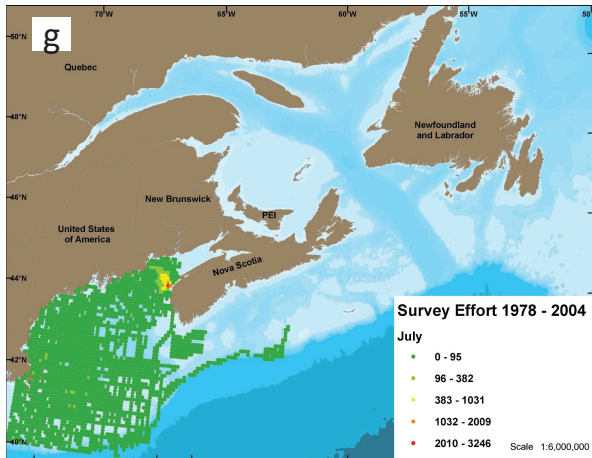 70°W 65°W 60°W 55°W 50°
g
50°N
Quebec
48°N
Newfoundland
and Labrador
46°N
New Brunswick
PEI
United States
of America
Nova Scotia
44°N
Survey Effort 1978 - 2004
July
0 - 95
42°N
96 - 382
383 - 1031
1032 - 2009
40°N
2010 - 3246
Scale 1:6,000,000